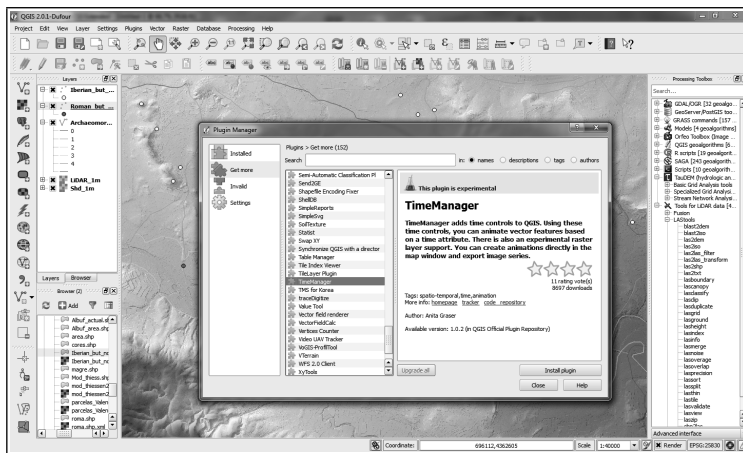 QGIS 2.0.1-Dufour
Project Edit View Layer Settings Plugins Vector Raster Database Processing Help
Layers
Iberian_but_...
Roman_but_...
Archaeomor...
0
1
2
3
4
LiDAR_1m
Shd_1m
Layers Browser
Browser (2)
Add
Albuf_actual.sh
Albuf_area.shp
area.shp
cores.shp
Iberian_but_no
Iberian_but_no
magre.shp
Mod_thiess.shp
mod_thiessen2
mod_thiessen2
mod_thiessen2
parcelas_Valen
parcelas_Valen
roma.shp
roma.shp.xml
Plugin Manager
Installed
Get more
Invalid
Settings
Plugins > Get more (152)
Search in: names descriptions tags authors
Semi-Automatic Classification Pl
Send2GE
Shapefile Encoding Fixer
ShellDB
SimpleReports
SimpleSvg
SoilTexture
Statist
Swap XY
Synchronize QGIS with a director
Table Manager
Tile Index Viewer
TileLayer Plugin
TimeManager
TMS for Korea
traceDigitize
Value Tool
Vector field renderer
VectorFieldCalc
Vertices Counter
Video UAV Tracker
VoGIS-ProfilTool
VTerrain
WPS 2.0 Client
XyTools
This plugin is experimental
TimeManager
TimeManager adds time controls to QGIS. Using these
time controls, you can animate vector features based
on a time attribute. There is also an experimental raster
layer support. You can create animations directly in the
map window and export image series.
11 rating vote(s)
8697 downloads
Tags: spatio-temporal,time,animation
More info: homepage tracker code_repository
Author: Anita Graser
Available version: 1.0.2 (in QGIS Official Plugin Repository)
Upgrade all Install plugin
Close Help
Processing Toolbox
Search...
GDAL/OGR [32 geoalgo...
GeoServer/PostGIS too...
GRASS commands [157 ...
Models [4 geoalgorithms]
Orfeo Toolbox (Image ...
QGIS geoalgorithms [6...
R scripts [19 geoalgorit...
SAGA [243 geoalgorith...
Scripts [10 geoalgorith...
TauDEM (hydrologic an...
Basic Grid Analysis tools
Specialized Grid Analys...
Stream Network Analys...
Tools for LiDAR data [4...
Fusion
LAStools
blast2dem
blast2iso
las2dem
las2iso
las2las_filter
las2las_transform
las2shp
las2txt
lasboundary
lascanopy
lasclassify
lasclip
lasduplicate
lasgrid
lasground
lasheight
lasindex
lasinfo
lasmerge
lasnoise
lasoverage
lasoverlap
lasprecision
lassort
lassplit
lasthin
lastile
lasvalidate
lasview
laszip
Advanced interface
Coordinate: 696112,4362605 Scale 1:40000 Render EPSG:25830